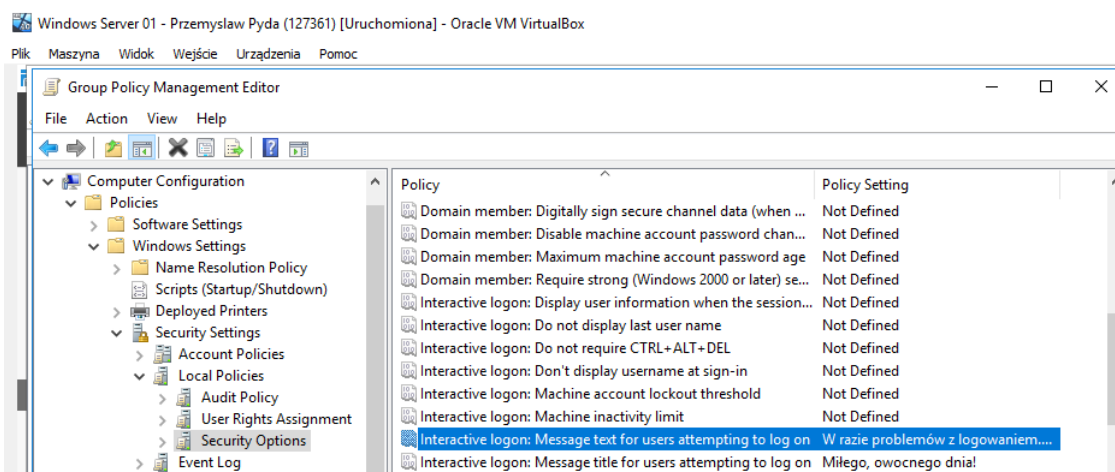 Windows Server 01 - Przemyslaw Pyda (127361) [Uruchomiona] - Oracle VM VirtualBox
Plik Maszyna Widok Wejście Urządzenia Pomoc
Group Policy Management Editor
File Action View Help
Computer Configuration
Policies
Software Settings
Windows Settings
Name Resolution Policy
Scripts (Startup/Shutdown)
Deployed Printers
Security Settings
Account Policies
Local Policies
Audit Policy
User Rights Assignment
Security Options
Event Log
Policy Policy Setting
Domain member: Digitally sign secure channel data (when ... Not Defined
Domain member: Disable machine account password chan... Not Defined
Domain member: Maximum machine account password age Not Defined
Domain member: Require strong (Windows 2000 or later) se... Not Defined
Interactive logon: Display user information when the session... Not Defined
Interactive logon: Do not display last user name Not Defined
Interactive logon: Do not require CTRL+ALT+DEL Not Defined
Interactive logon: Don't display username at sign-in Not Defined
Interactive logon: Machine account lockout threshold Not Defined
Interactive logon: Machine inactivity limit Not Defined
Interactive logon: Message text for users attempting to log on W razie problemów z logowaniem....
Interactive logon: Message title for users attempting to log on Miłego, owocnego dnia!